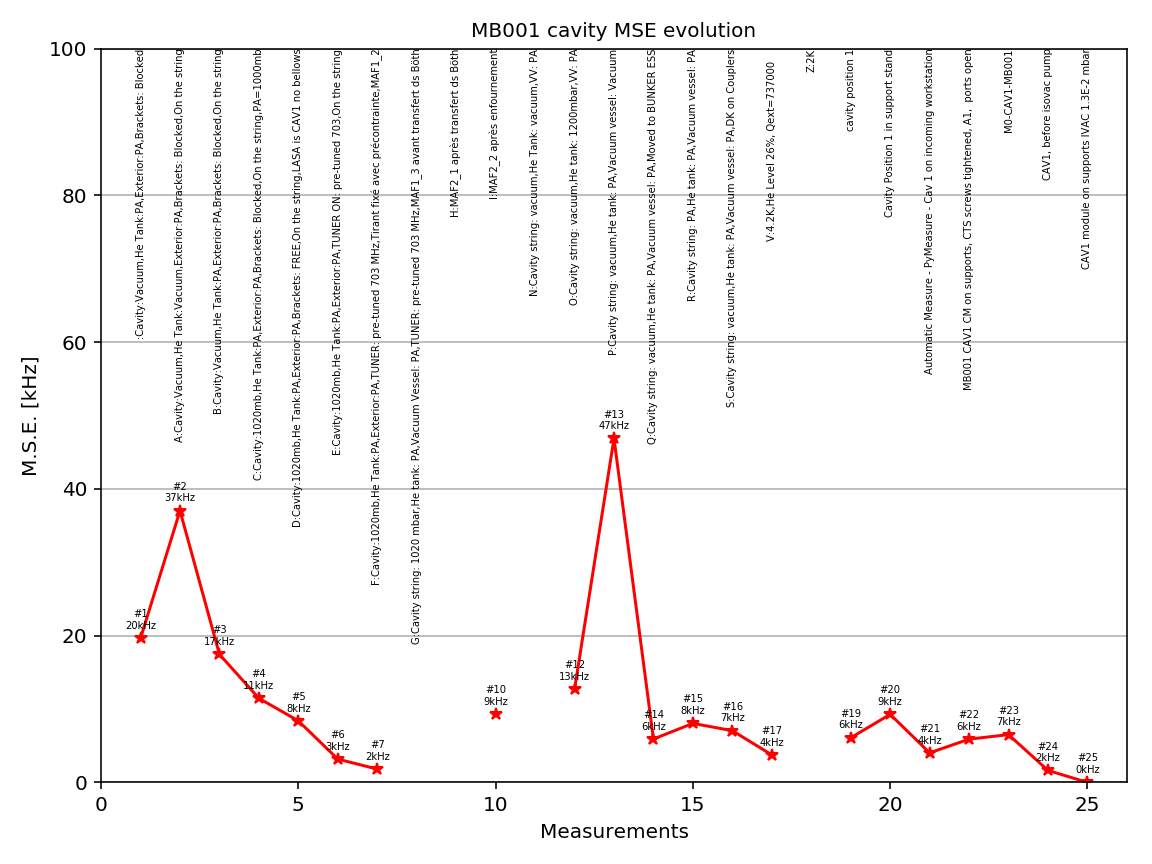 MB001 cavity MSE evolution
100
80
60
40
20
0
M.S.E. [kHz]
:Cavity:Vacuum,He Tank:PA,Exterior:PA,Brackets: Blocked
A:Cavity:Vacuum,He Tank:Vacuum,Exterior:PA,Brackets: Blocked,On the string
B:Cavity:Vacuum,He Tank:PA,Exterior:PA,Brackets: Blocked,On the string
C:Cavity:1020mb,He Tank:PA,Exterior:PA,Brackets: Blocked,On the string,PA=1000mb
D:Cavity:1020mb,He Tank:PA,Exterior:PA,Brackets: FREE,On the string,LASA is CAV1 no bellows
E:Cavity:1020mb,He Tank:PA,Exterior:PA,TUNER ON: pre-tuned 703,On the string
F:Cavity:1020mb,He Tank:PA,Exterior:PA,TUNER: pre-tuned 703 MHz,Tirant fixé avec précontrainte,MAF1_2
G:Cavity string: 1020 mbar,He tank: PA,Vacuum Vessel: PA,TUNER: pre-tuned 703 MHz,MAF1_3 avant transfert ds Böth
H:MAF2_1 après transfert ds Böth
I:MAF2_2 après enfournement
N:Cavity string: vacuum,He Tank: vacuum,VV: PA
O:Cavity string: vacuum,He tank: 1200mbar,VV: PA
P:Cavity string: vacuum,He tank: PA,Vacuum vessel: Vacuum
Q:Cavity string: vacuum,He tank: PA,Vacuum vessel: PA,Moved to BUNKER ESS
R:Cavity string: PA,He tank: PA,Vacuum vessel: PA
S:Cavity string: vacuum,He tank: PA,Vacuum vessel: PA,DK on Couplers
V:4.2K,He Level 26%, Qext=737000
Z:2K
cavity position 1
Cavity Position 1 in support stand
Automatic Measure - PyMeasure - Cav 1 on incoming workstation
MB001 CAV1 CM on supports, CTS screws tightened, A1,  ports open
M0-CAV1-MB001
CAV1, before isovac pump
CAV1 module on supports IVAC 1.3E-2 mbar
#1
20kHz
#2
37kHz
#3
17kHz
#4
11kHz
#5
8kHz
#6
3kHz
#7
2kHz
#10
9kHz
#12
13kHz
#13
47kHz
#14
6kHz
#15
8kHz
#16
7kHz
#17
4kHz
#19
6kHz
#20
9kHz
#21
4kHz
#22
6kHz
#23
7kHz
#24
2kHz
#25
0kHz
0 5 10 15 20 25
Measurements